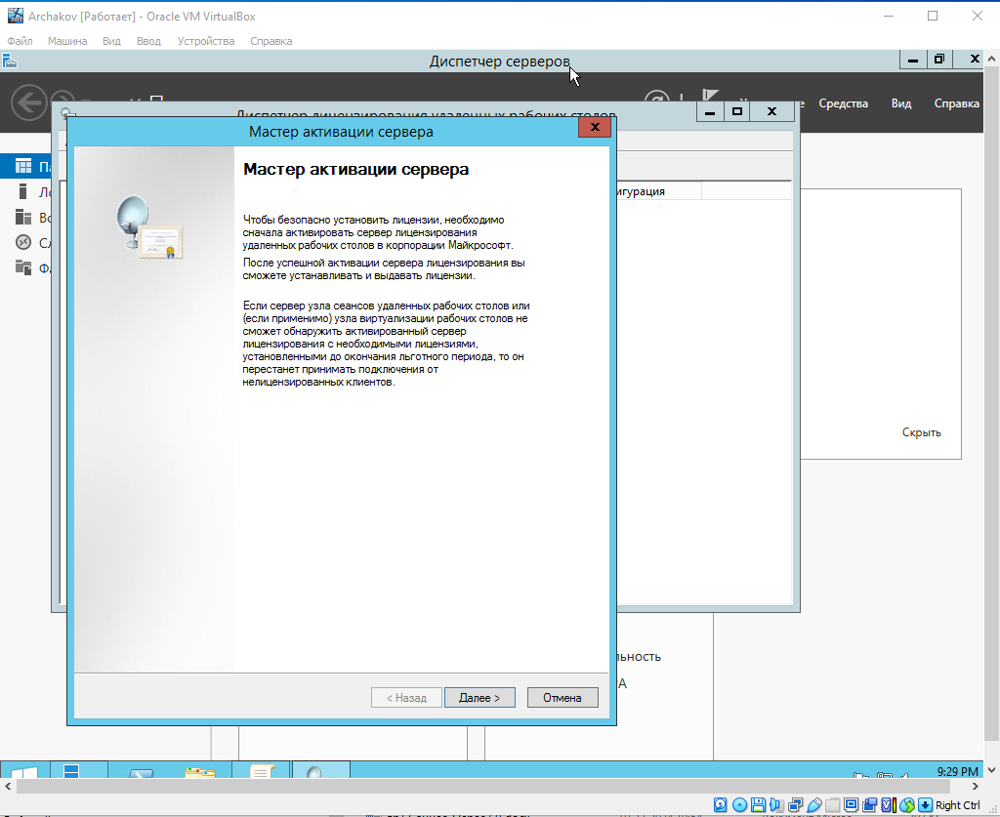 Archakov [Работает] - Oracle VM VirtualBox
Файл Машина Вид Ввод Устройства Справка
Диспетчер серверов
Средства Вид Справка
Диспетчер лицензирования удаленных рабочих столов
Мастер активации сервера
Мастер активации сервера
Чтобы безопасно установить лицензии, необходимо
сначала активировать сервер лицензирования
удаленных рабочих столов в корпорации Майкрософт.
После успешной активации сервера лицензирования вы
сможете устанавливать и выдавать лицензии.
Если сервер узла сеансов удаленных рабочих столов или
(если применимо) узла виртуализации рабочих столов не
сможет обнаружить активированный сервер
лицензирования с необходимыми лицензиями,
установленными до окончания льготного периода, то он
перестанет принимать подключения от
нелицензированных клиентов.
игурация
Скрыть
льность
< Назад Далее > Отмена
9:29 PM
Right Ctrl